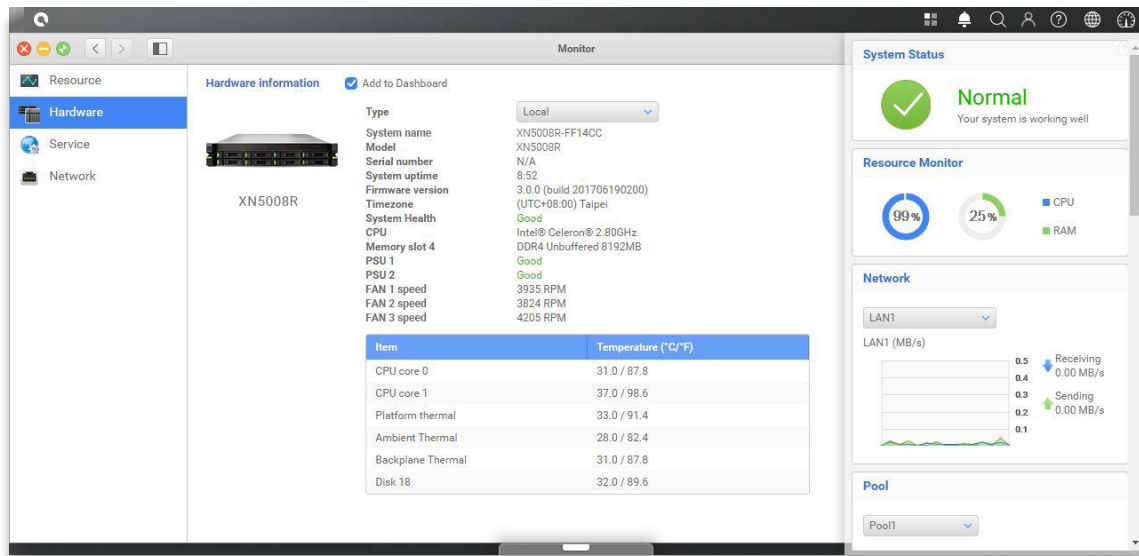 Monitor
Resource
Hardware
Service
Network
Hardware information
Add to Dashboard
XN5008R
Type Local
System name XN5008R-FF14CC
Model XN5008R
Serial number N/A
System uptime 8:52
Firmware version 3.0.0 (build 201706190200)
Timezone (UTC+08:00) Taipei
System Health Good
CPU Intel® Celeron® 2.80GHz
Memory slot 4 DDR4 Unbuffered 8192MB
PSU 1 Good
PSU 2 Good
FAN 1 speed 3935 RPM
FAN 2 speed 3824 RPM
FAN 3 speed 4205 RPM
Item Temperature (°C/°F)
CPU core 0 31.0 / 87.8
CPU core 1 37.0 / 98.6
Platform thermal 33.0 / 91.4
Ambient Thermal 28.0 / 82.4
Backplane Thermal 31.0 / 87.8
Disk 18 32.0 / 89.6
System Status
Normal
Your system is working well
Resource Monitor
99%
25%
CPU
RAM
Network
LAN1
LAN1 (MB/s)
0.5
0.4
0.3
0.2
0.1
Receiving
0.00 MB/s
Sending
0.00 MB/s
Pool
Pool1